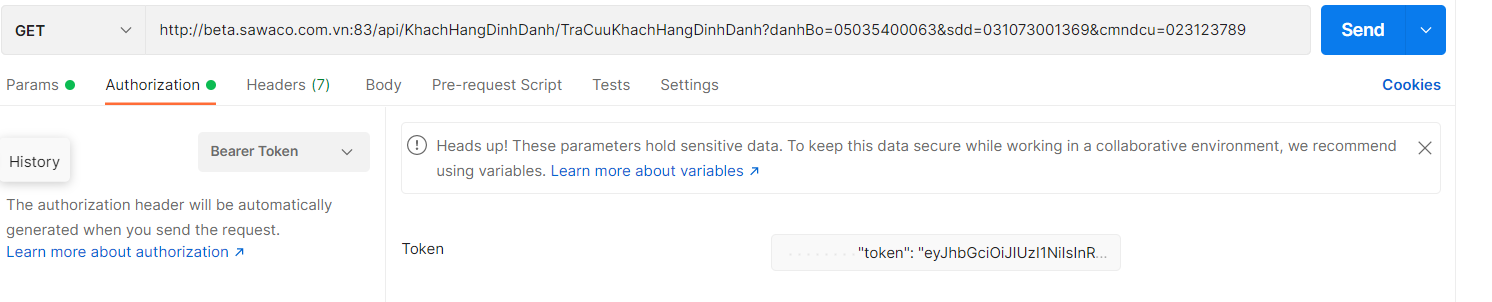 GET http://beta.sawaco.com.vn:83/api/KhachHangDinhDanh/TraCuuKhachHangDinhDanh?danhBo=05035400063&sdd=031073001369&cmndcu=023123789 Send
Params Authorization Headers (7) Body Pre-request Script Tests Settings Cookies
History
Bearer Token
The authorization header will be automatically
generated when you send the request.
Learn more about authorization ↗
Heads up! These parameters hold sensitive data. To keep this data secure while working in a collaborative environment, we recommend
using variables. Learn more about variables ↗
Token
"token": "eyJhbGciOiJIUzI1NiIsInR...